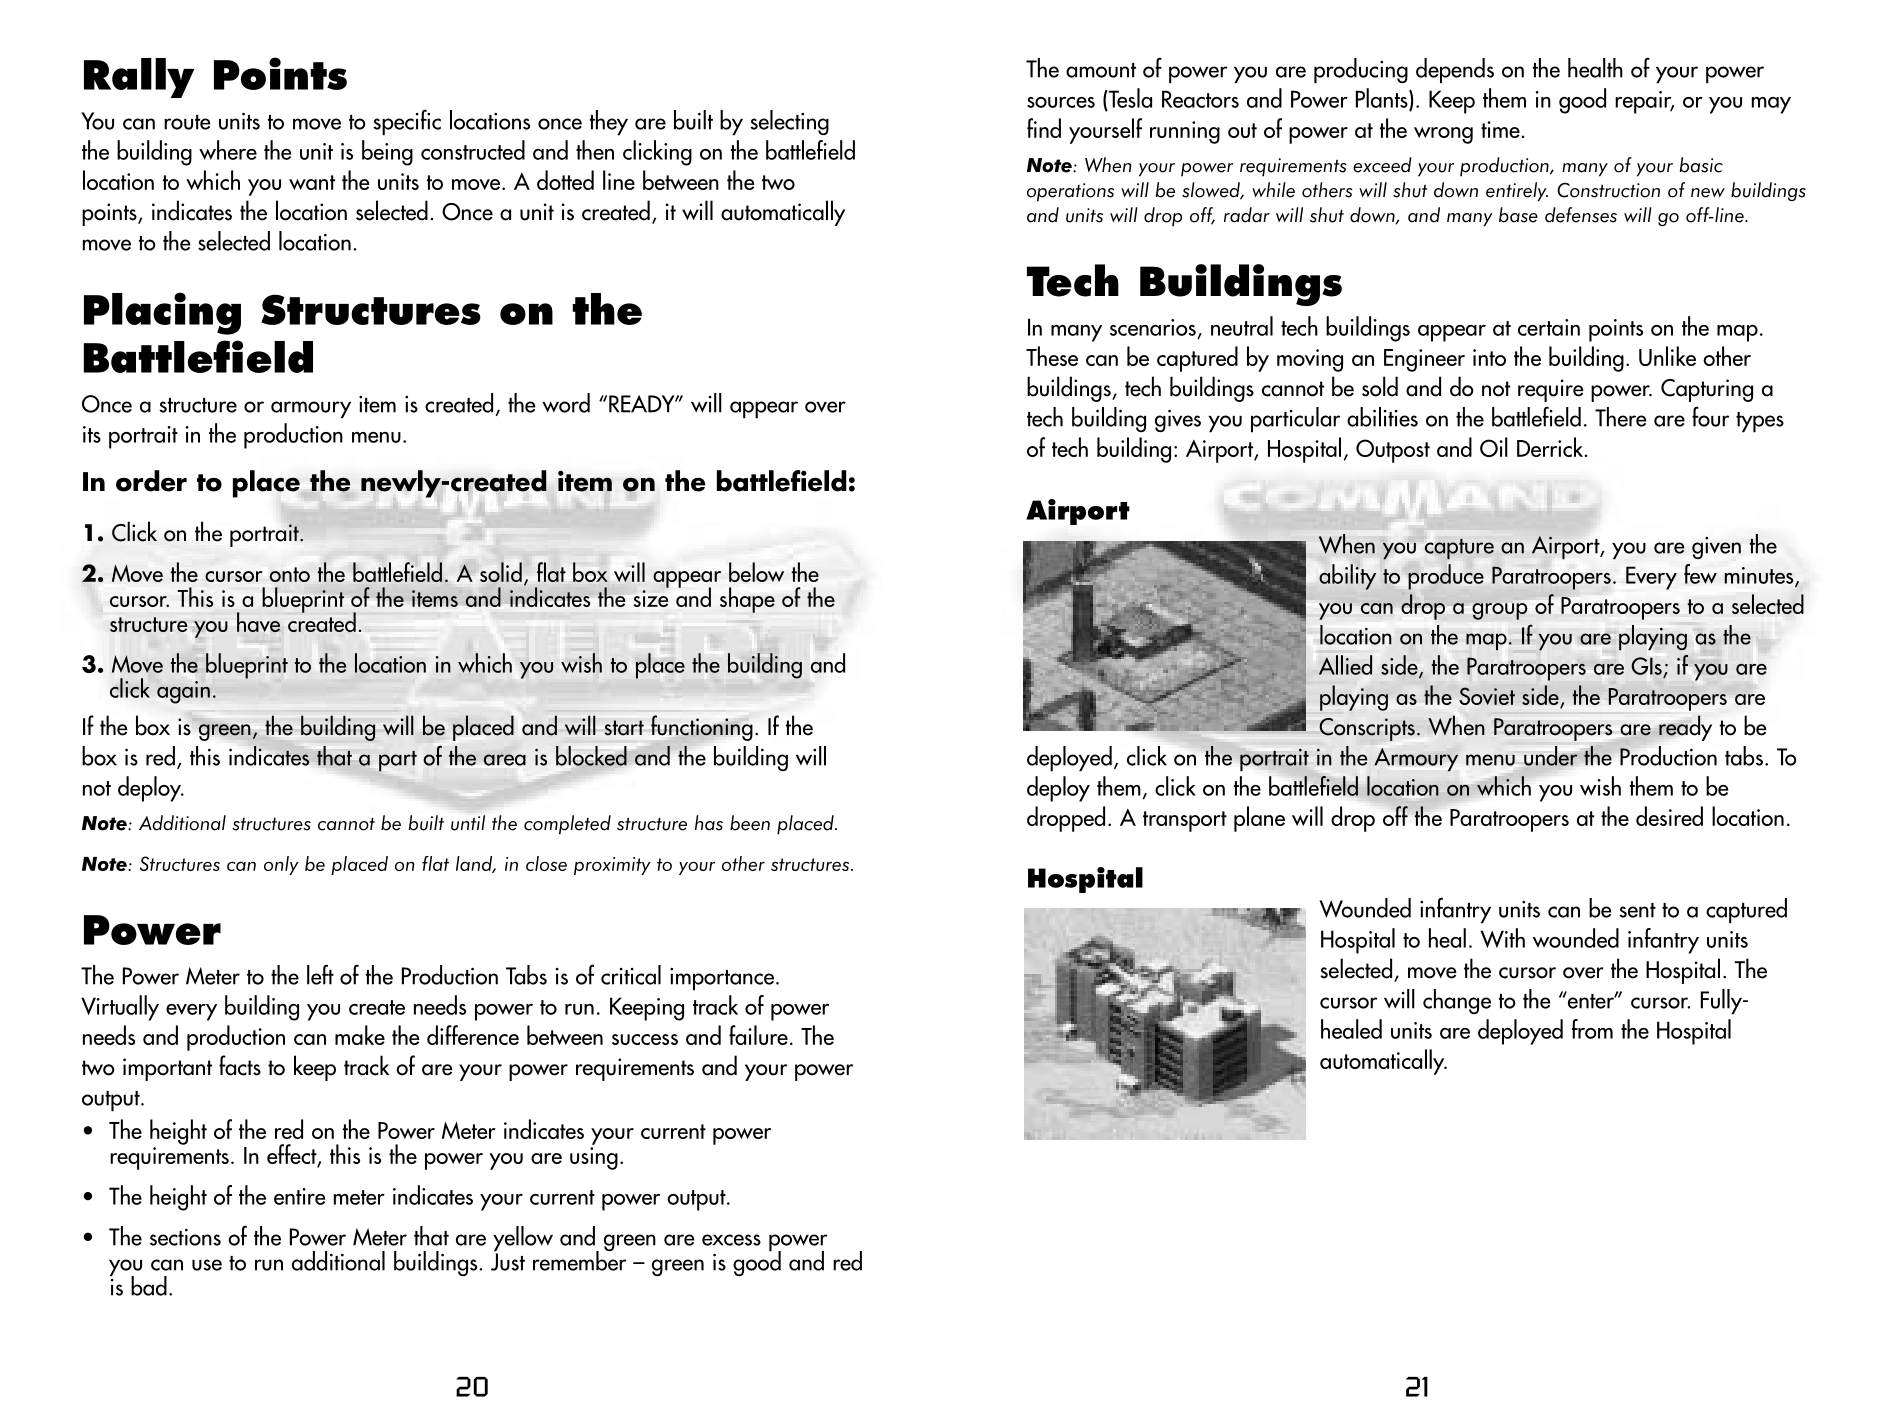 Rally Points
You can route units to move to specific locations once they are built by selecting
the building where the unit is being constructed and then clicking on the battlefield
location to which you want the units to move. A dotted line between the two
points, indicates the location selected. Once a unit is created, it will automatically
move to the selected location.
Placing Structures on the
Battlefield
Once a structure or armoury item is created, the word “READY” will appear over
its portrait in the production menu.
In order to place the newly-created item on the battlefield:
1. Click on the portrait.
2. Move the cursor onto the battlefield. A solid, flat box will appear below the
cursor. This is a blueprint of the items and indicates the size and shape of the
structure you have created.
3. Move the blueprint to the location in which you wish to place the building and
click again.
If the box is green, the building will be placed and will start functioning. If the
box is red, this indicates that a part of the area is blocked and the building will
not deploy.
Note: Additional structures cannot be built until the completed structure has been placed.
Note: Structures can only be placed on flat land, in close proximity to your other structures.
Power
The Power Meter to the left of the Production Tabs is of critical importance.
Virtually every building you create needs power to run. Keeping track of power
needs and production can make the difference between success and failure. The
two important facts to keep track of are your power requirements and your power
output.
• The height of the red on the Power Meter indicates your current power
requirements. In effect, this is the power you are using.
• The height of the entire meter indicates your current power output.
• The sections of the Power Meter that are yellow and green are excess power
you can use to run additional buildings. Just remember – green is good and red
is bad.
20
The amount of power you are producing depends on the health of your power
sources (Tesla Reactors and Power Plants). Keep them in good repair, or you may
find yourself running out of power at the wrong time.
Note: When your power requirements exceed your production, many of your basic
operations will be slowed, while others will shut down entirely. Construction of new buildings
and units will drop off, radar will shut down, and many base defenses will go off-line.
Tech Buildings
In many scenarios, neutral tech buildings appear at certain points on the map.
These can be captured by moving an Engineer into the building. Unlike other
buildings, tech buildings cannot be sold and do not require power. Capturing a
tech building gives you particular abilities on the battlefield. There are four types
of tech building: Airport, Hospital, Outpost and Oil Derrick.
Airport
When you capture an Airport, you are given the
ability to produce Paratroopers. Every few minutes,
you can drop a group of Paratroopers to a selected
location on the map. If you are playing as the
Allied side, the Paratroopers are GIs; if you are
playing as the Soviet side, the Paratroopers are
Conscripts. When Paratroopers are ready to be
deployed, click on the portrait in the Armoury menu under the Production tabs. To
deploy them, click on the battlefield location on which you wish them to be
dropped. A transport plane will drop off the Paratroopers at the desired location.
Hospital
Wounded infantry units can be sent to a captured
Hospital to heal. With wounded infantry units
selected, move the cursor over the Hospital. The
cursor will change to the “enter” cursor. Fully-
healed units are deployed from the Hospital
automatically.
21
COMMAND
& CONQUER
RED ALERT
2
COMMAND